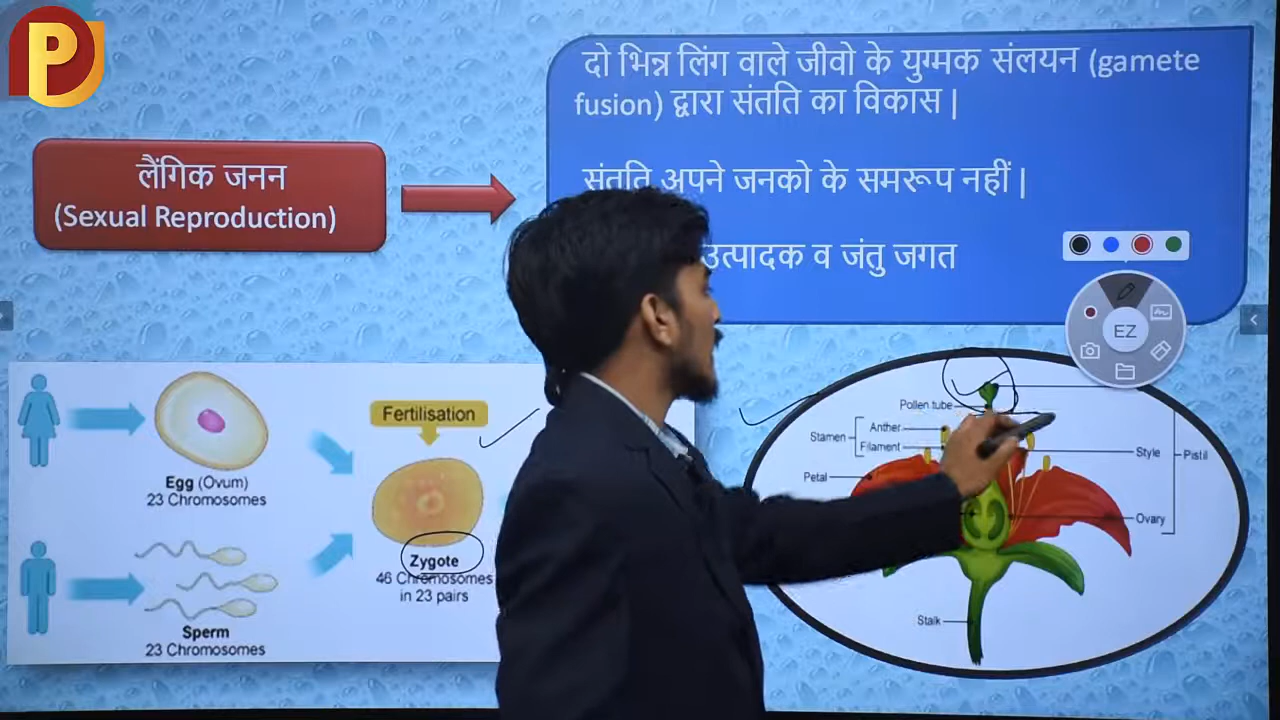 P
दो भिन्न लिंग वाले जीवो के युग्मक संलयन (gamete
fusion) द्वारा संतति का विकास |
लैंगिक जनन
(Sexual Reproduction)
संतति अपने जनको के समरूप नहीं |
उत्पादक व जंतु जगत
EZ
Fertilisation
Egg (Ovum)
23 Chromosomes
Zygote
46 Chromosomes
in 23 pairs
Sperm
23 Chromosomes
Pollen tube
Stamen
Anther
Filament
Petal
Style
Pistil
Ovary
Stalk